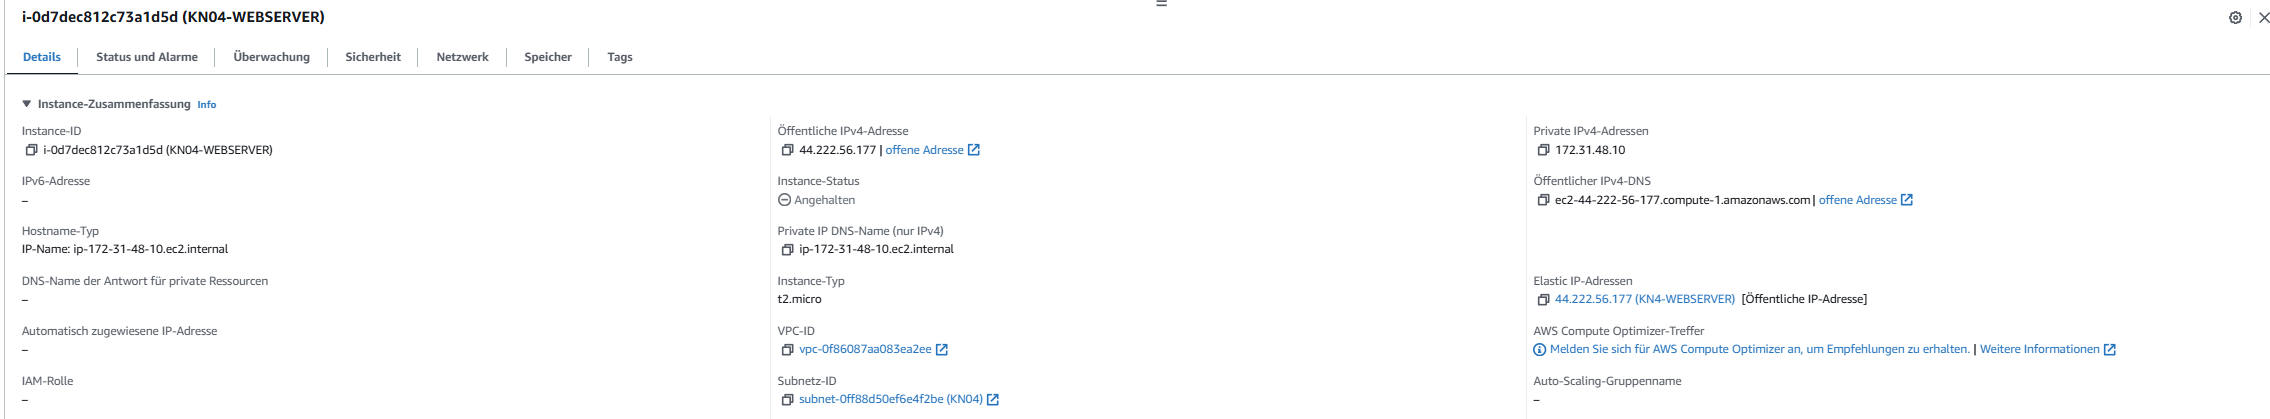 i-0d7dec812c73a1d5d (KN04-WEBSERVER)
Details Status und Alarme Überwachung Sicherheit Netzwerk Speicher Tags
Instance-Zusammenfassung Info
Instance-ID
i-0d7dec812c73a1d5d (KN04-WEBSERVER)
Öffentliche IPv4-Adresse
44.222.56.177 | offene Adresse
Private IPv4-Adressen
172.31.48.10
IPv6-Adresse
–
Instance-Status
Angehalten
Öffentlicher IPv4-DNS
ec2-44-222-56-177.compute-1.amazonaws.com | offene Adresse
Hostname-Typ
IP-Name: ip-172-31-48-10.ec2.internal
Private IP DNS-Name (nur IPv4)
ip-172-31-48-10.ec2.internal
DNS-Name der Antwort für private Ressourcen
–
Instance-Typ
t2.micro
Elastic IP-Adressen
44.222.56.177 (KN4-WEBSERVER) [Öffentliche IP-Adresse]
Automatisch zugewiesene IP-Adresse
–
VPC-ID
vpc-0f86087aa083ea2ee
AWS Compute Optimizer-Treffer
Melden Sie sich für AWS Compute Optimizer an, um Empfehlungen zu erhalten. | Weitere Informationen
IAM-Rolle
–
Subnetz-ID
subnet-0ff88d50ef6e4f2be (KN04)
Auto-Scaling-Gruppenname
–